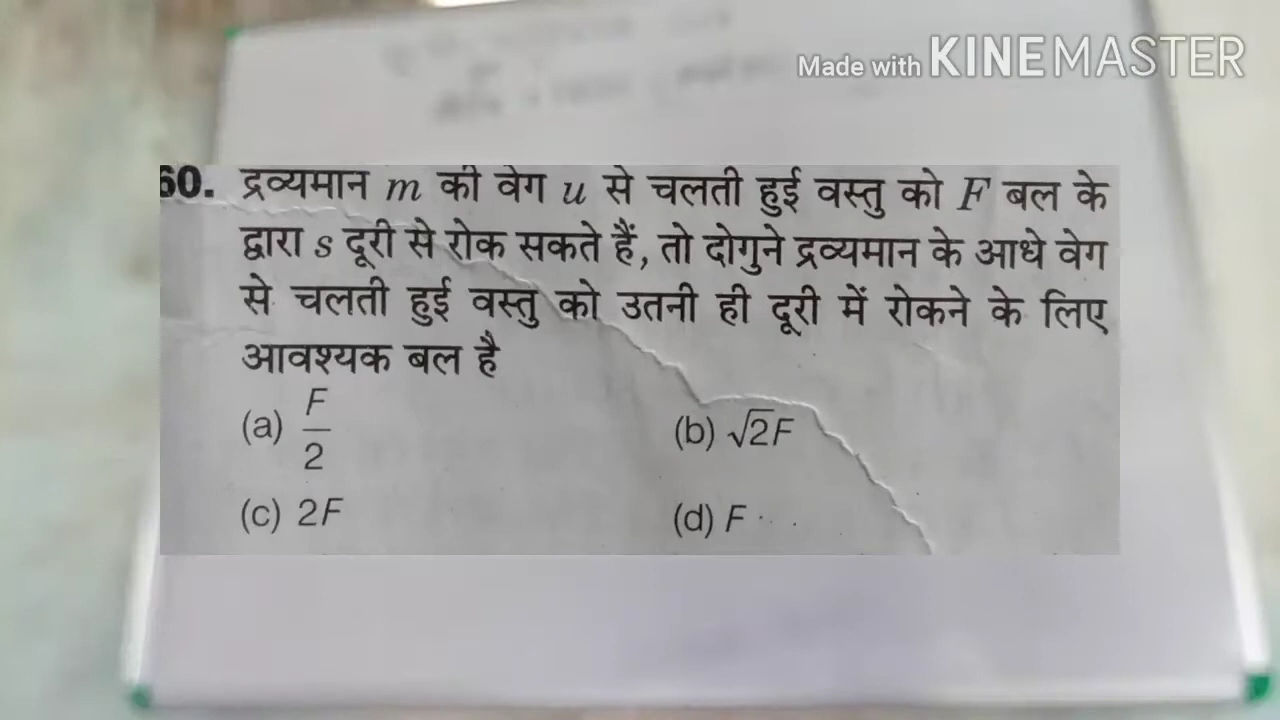 Made with KINEMASTER
60. द्रव्यमान m की वेग u से चलती हुई वस्तु को F बल के
द्वारा s दूरी से रोक सकते हैं, तो दोगुने द्रव्यमान के आधे वेग
से चलती हुई वस्तु को उतनी ही दूरी में रोकने के लिए
आवश्यक बल है
(a) F/2
(b) √2F
(c) 2F
(d) F